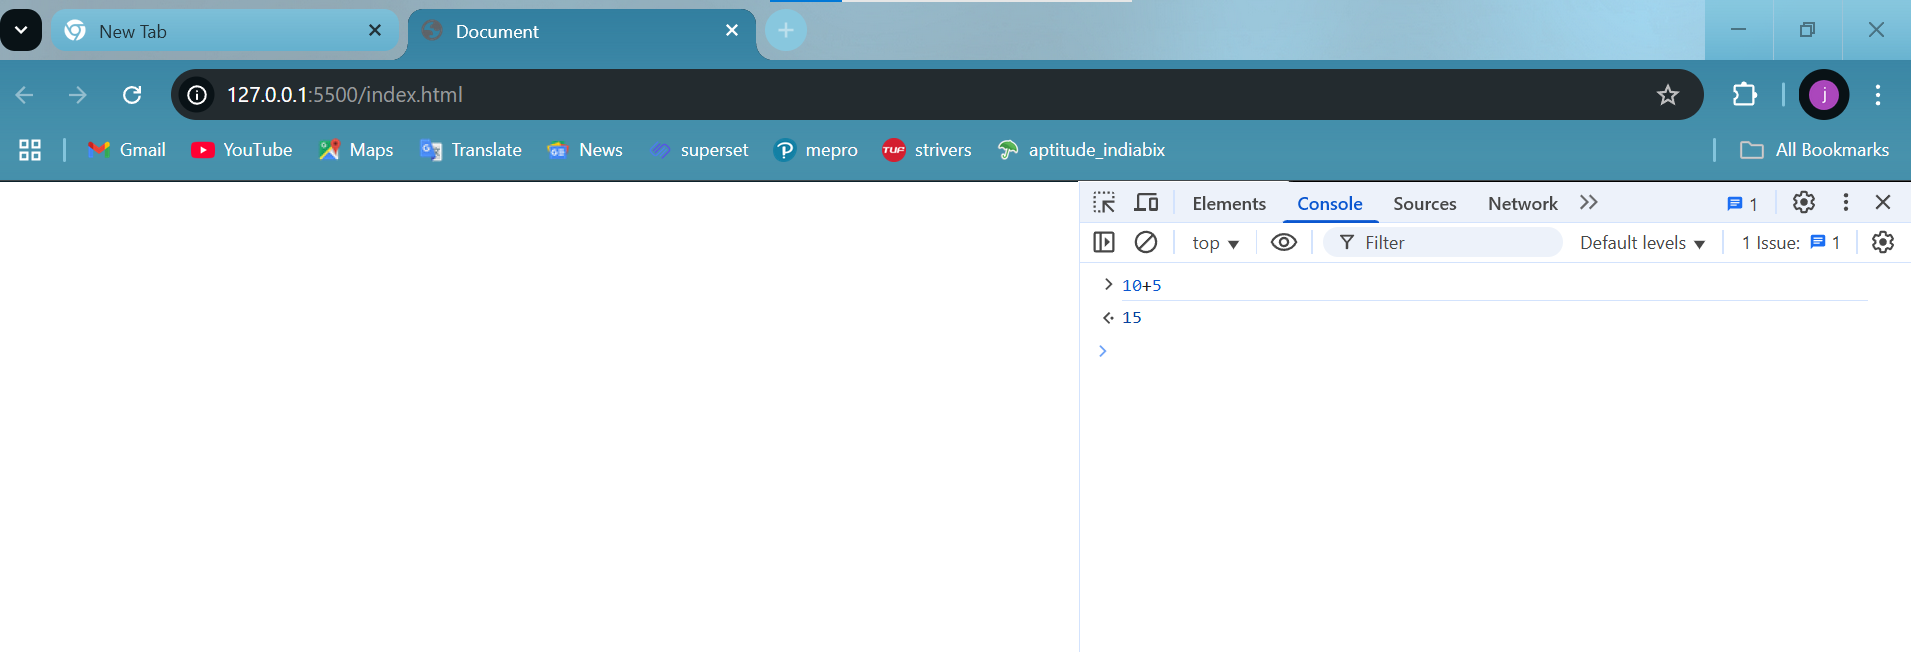 New Tab
Document
127.0.0.1:5500/index.html
j
Gmail
YouTube
Maps
Translate
News
superset
mepro
TUF
strivers
aptitude_indiabix
All Bookmarks
Elements
Console
Sources
Network
1
top
Filter
Default levels
1 Issue:
1
10+5
15